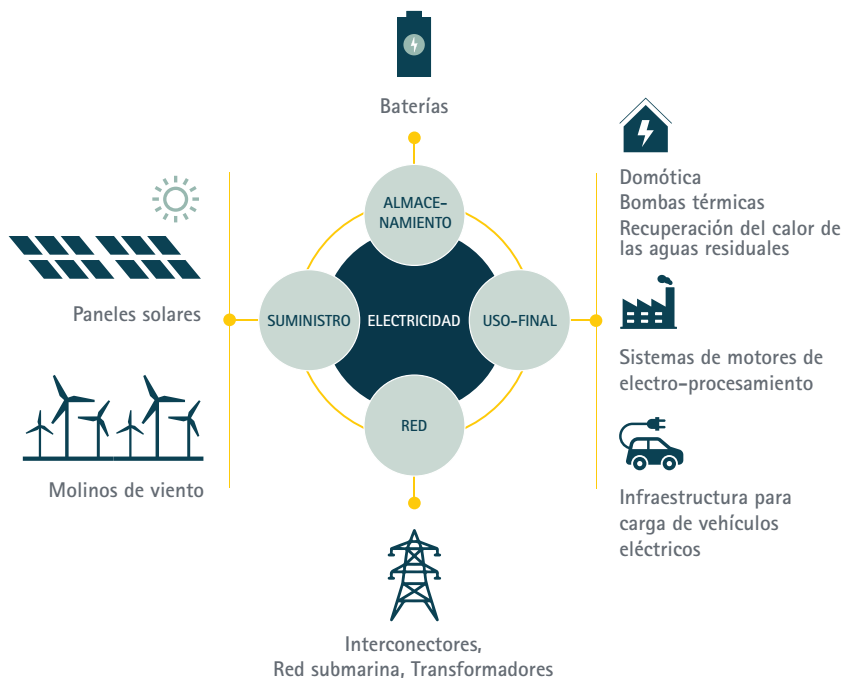 Baterías
ALMACE-
NAMIENTO
SUMINISTRO
ELECTRICIDAD
USO-FINAL
RED
Paneles solares
Molinos de viento
Domótica
Bombas térmicas
Recuperación del calor de
las aguas residuales
Sistemas de motores de
electro-procesamiento
Infraestructura para
carga de vehículos
eléctricos
Interconectores,
Red submarina, Transformadores